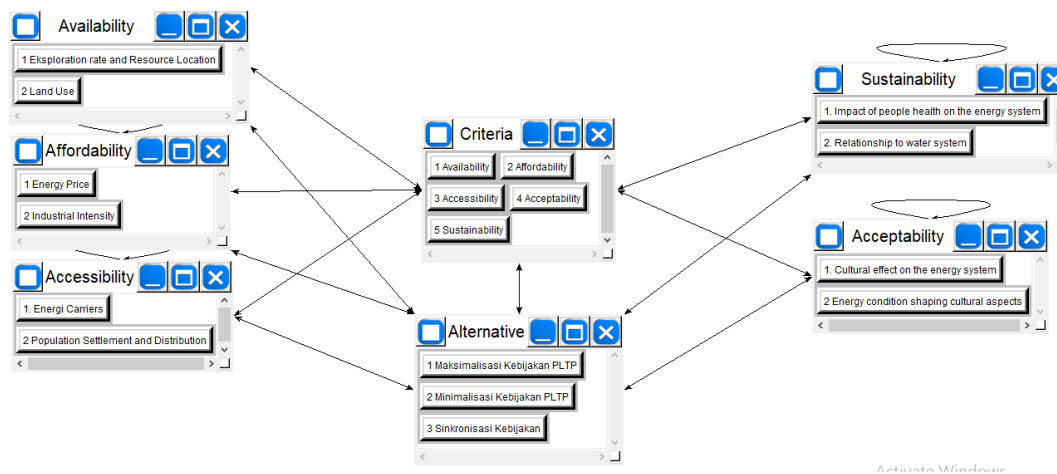 Availability
1 Eksploration rate and Resource Location
2 Land Use
Affordability
1 Energy Price
2 Industrial Intensity
Accessibility
1. Energi Carriers
2 Population Settlement and Distribution
Criteria
1 Availability
2 Affordability
3 Accessibility
4 Acceptability
5 Sustainability
Alternative
1 Maksimalisasi Kebijakan PLTP
2 Minimalisasi Kebijakan PLTP
3 Sinkronisasi Kebijakan
Sustainability
1. Impact of people health on the energy system
2. Relationship to water system
Acceptability
1. Cultural effect on the energy system
2 Energy condition shaping cultural aspects
Activate Windows